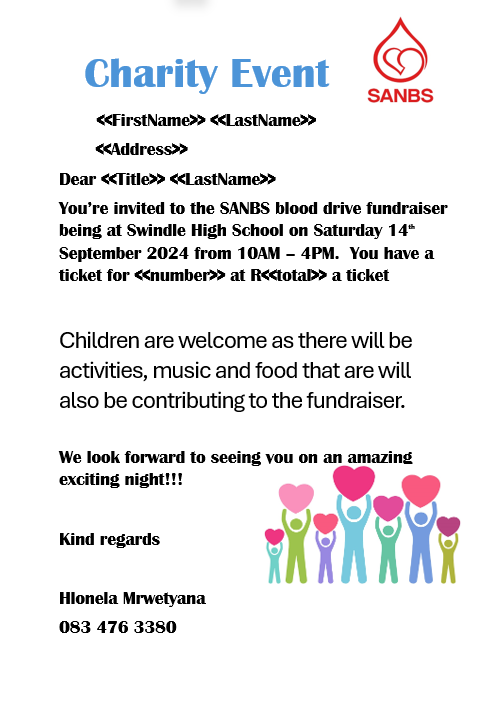 Charity Event
SANBS
<<FirstName>> <<LastName>>
<<Address>>
Dear <<Title>> <<LastName>>
You’re invited to the SANBS blood drive fundraiser
being at Swindle High School on Saturday 14th
September 2024 from 10AM – 4PM. You have a
ticket for <<number>> at R<<total>> a ticket
Children are welcome as there will be
activities, music and food that are will
also be contributing to the fundraiser.
We look forward to seeing you on an amazing
exciting night!!!
Kind regards
Hlonela Mrwetyana
083 476 3380